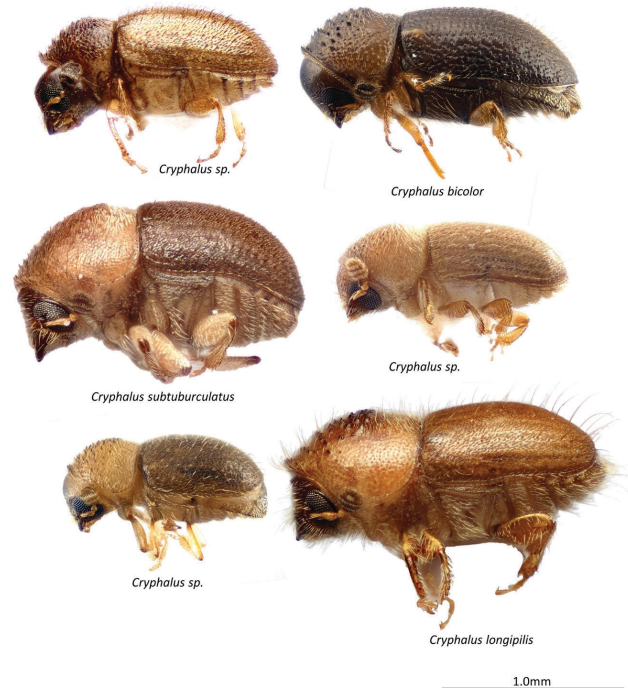 Cryphalus sp.
Cryphalus bicolor
Cryphalus subtuburculatus
Cryphalus sp.
Cryphalus sp.
Cryphalus longipilis
1.0mm